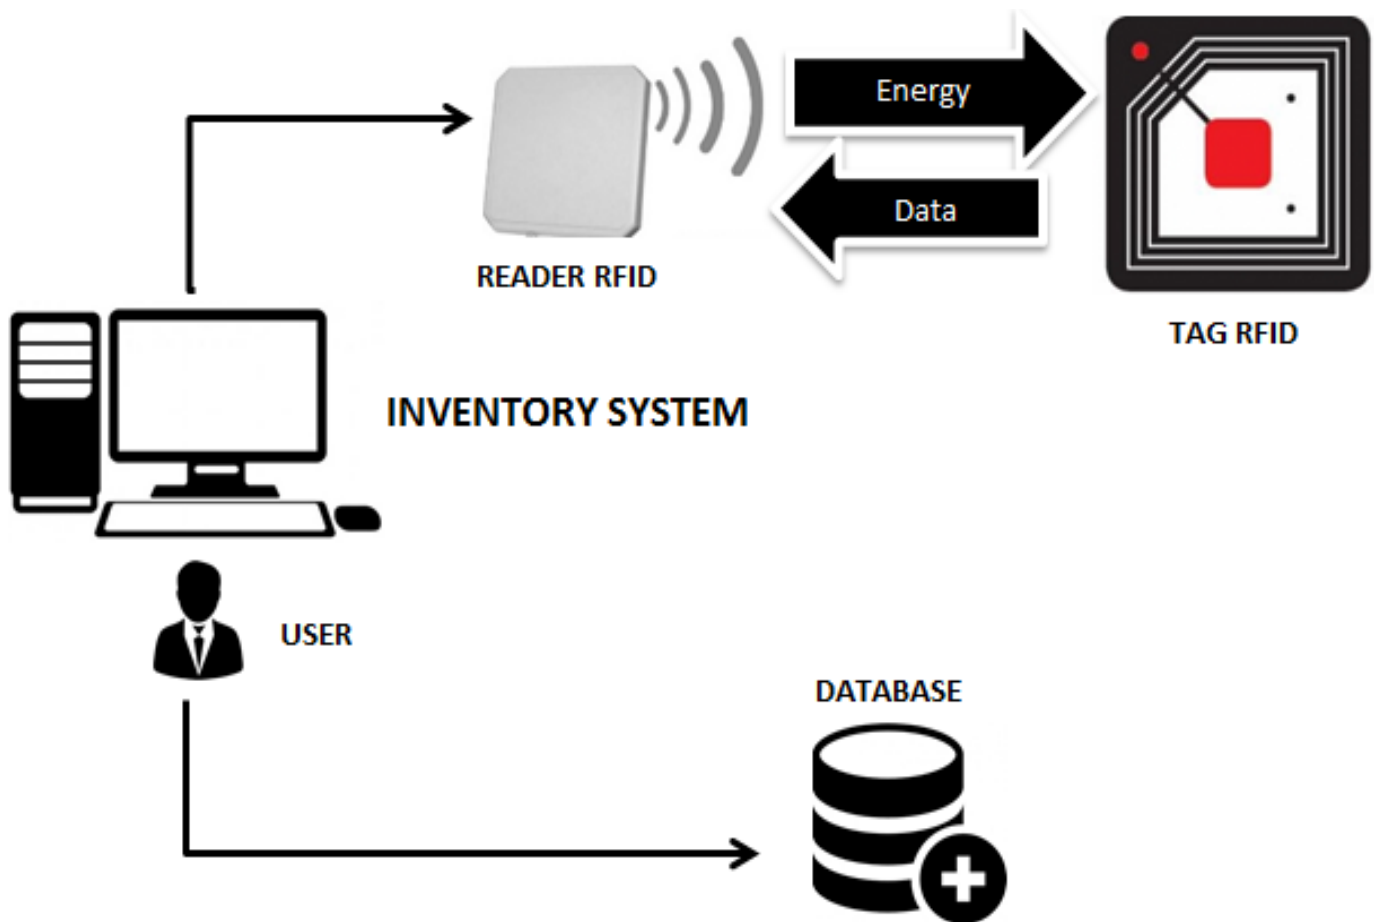 Energy
Data
READER RFID
TAG RFID
INVENTORY SYSTEM
USER
DATABASE